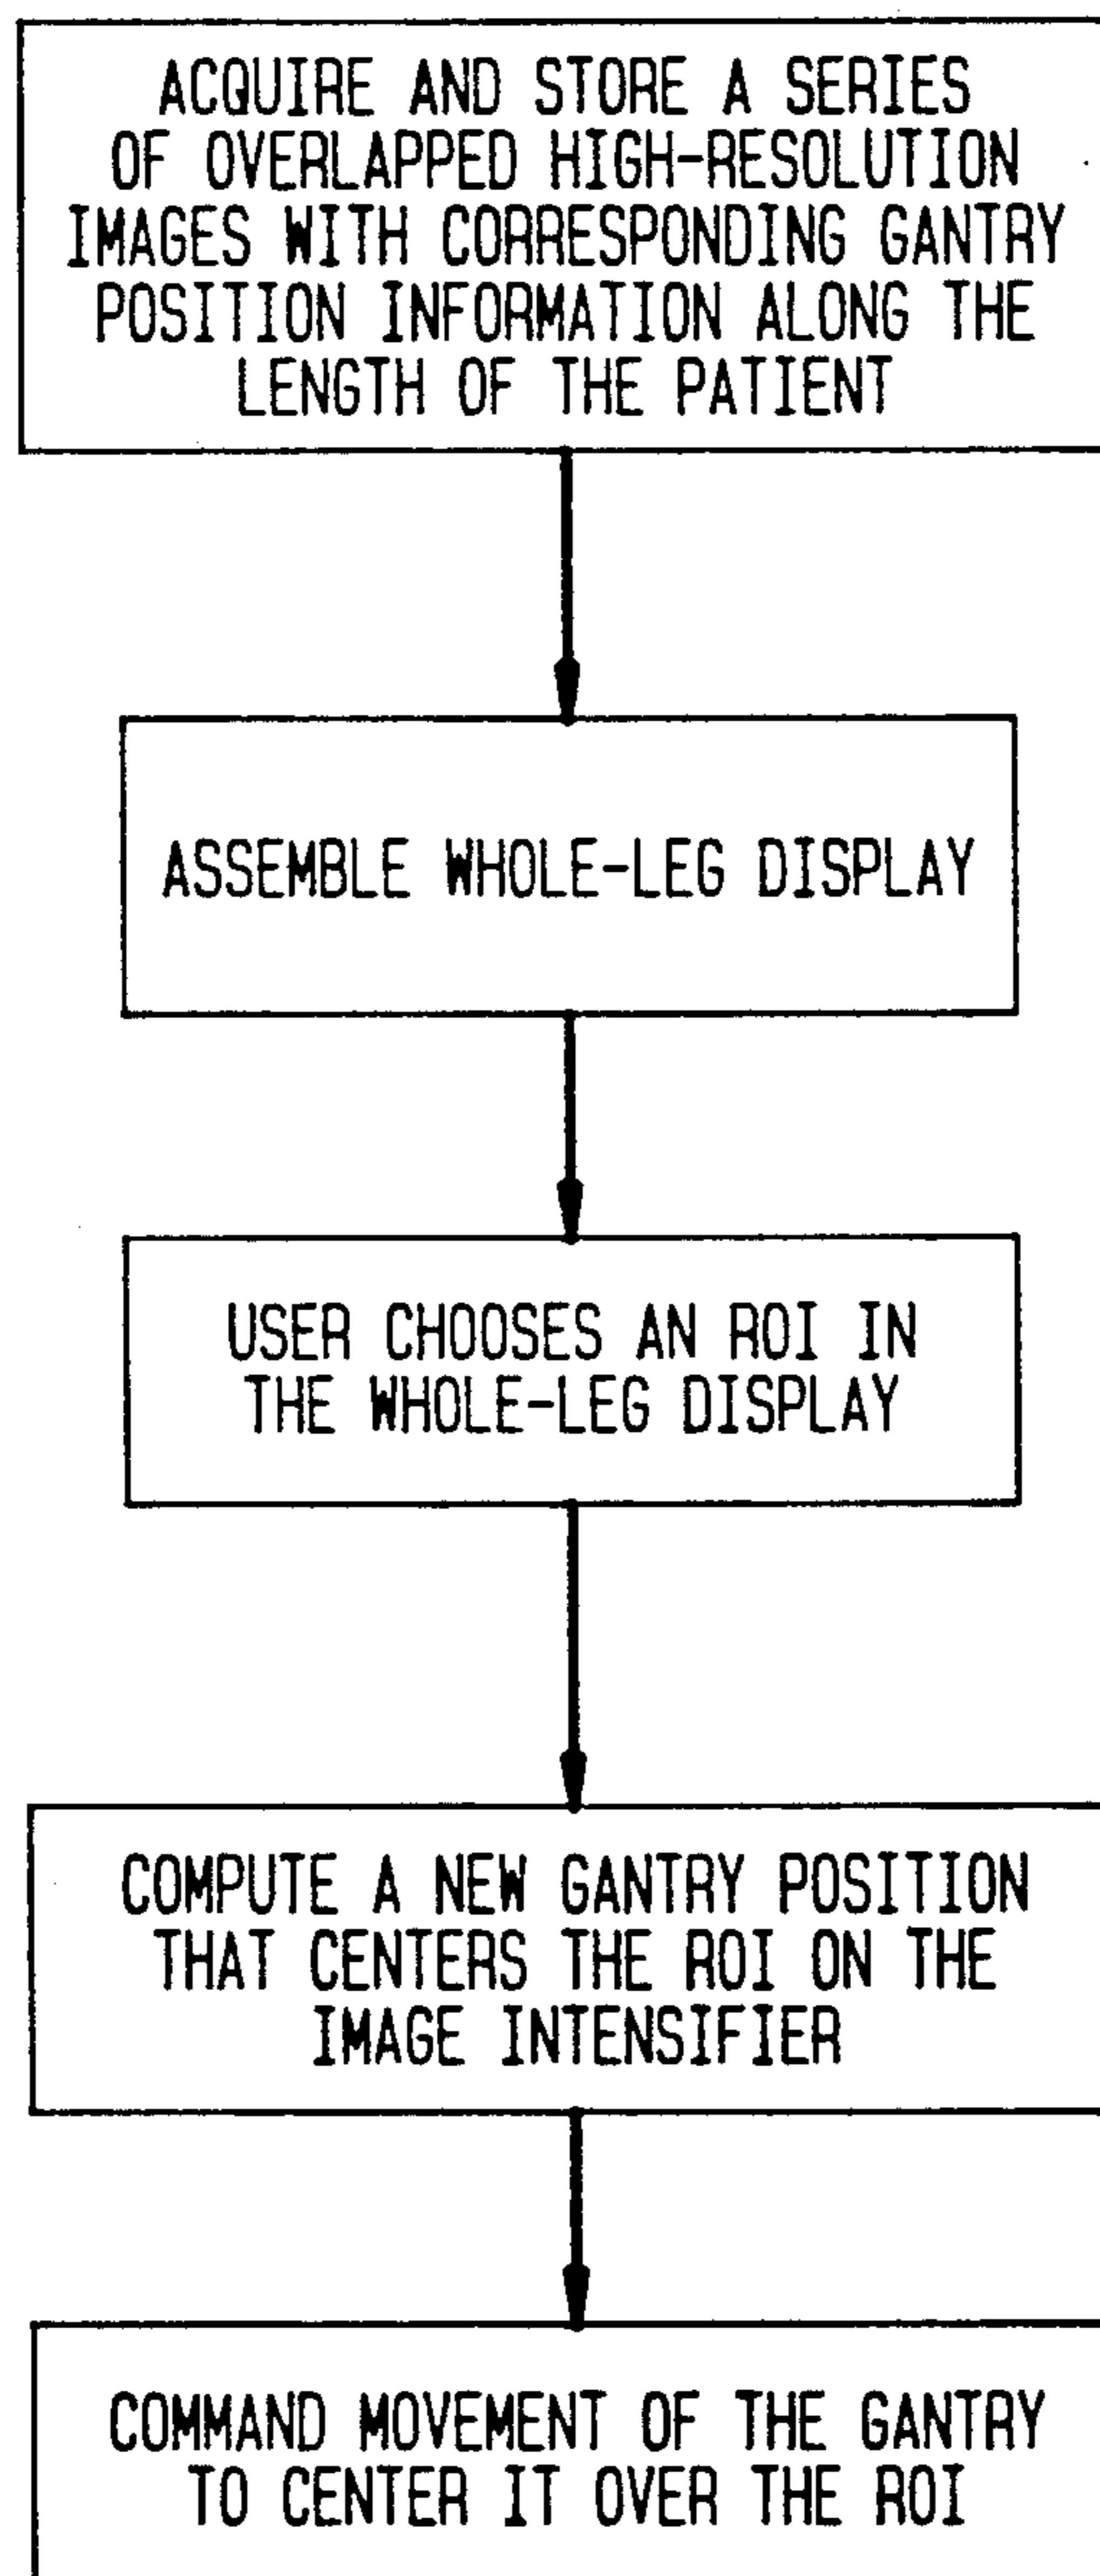 ACQUIRE AND STORE A SERIES
OF OVERLAPPED HIGH-RESOLUTION
IMAGES WITH CORRESPONDING GANTRY
POSITION INFORMATION ALONG THE
LENGTH OF THE PATIENT
ASSEMBLE WHOLE-LEG DISPLAY
USER CHOOSES AN ROI IN
THE WHOLE-LEG DISPLAY
COMPUTE A NEW GANTRY POSITION
THAT CENTERS THE ROI ON THE
IMAGE INTENSIFIER
COMMAND MOVEMENT OF THE GANTRY
TO CENTER IT OVER THE ROI